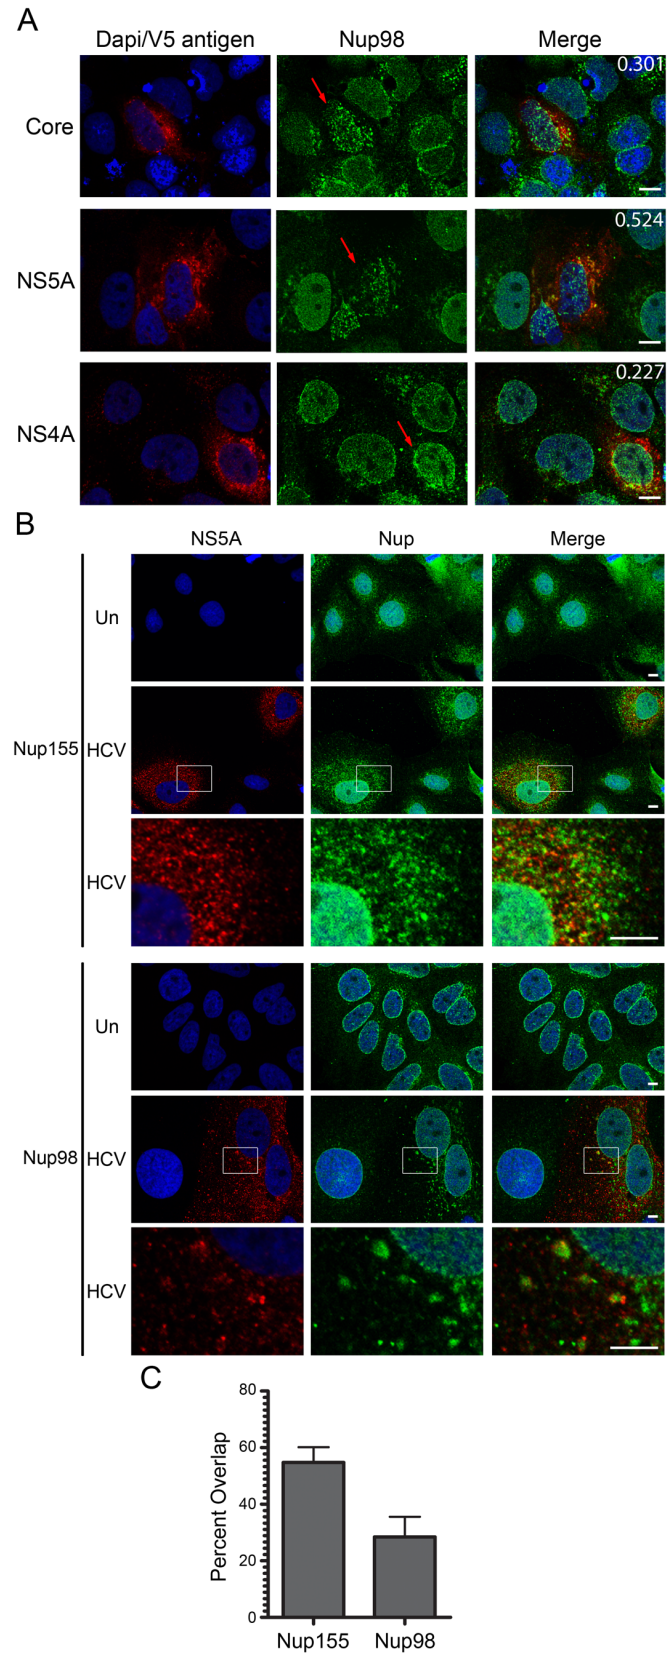 A
Dapi/V5 antigen Nup98 Merge
Core
0.301
NS5A
0.524
NS4A
0.227
B
NS5A Nup Merge
Un
Nup155 HCV
HCV
Un
Nup98 HCV
HCV
C
Percent Overlap
80
60
40
20
0
Nup155 Nup98